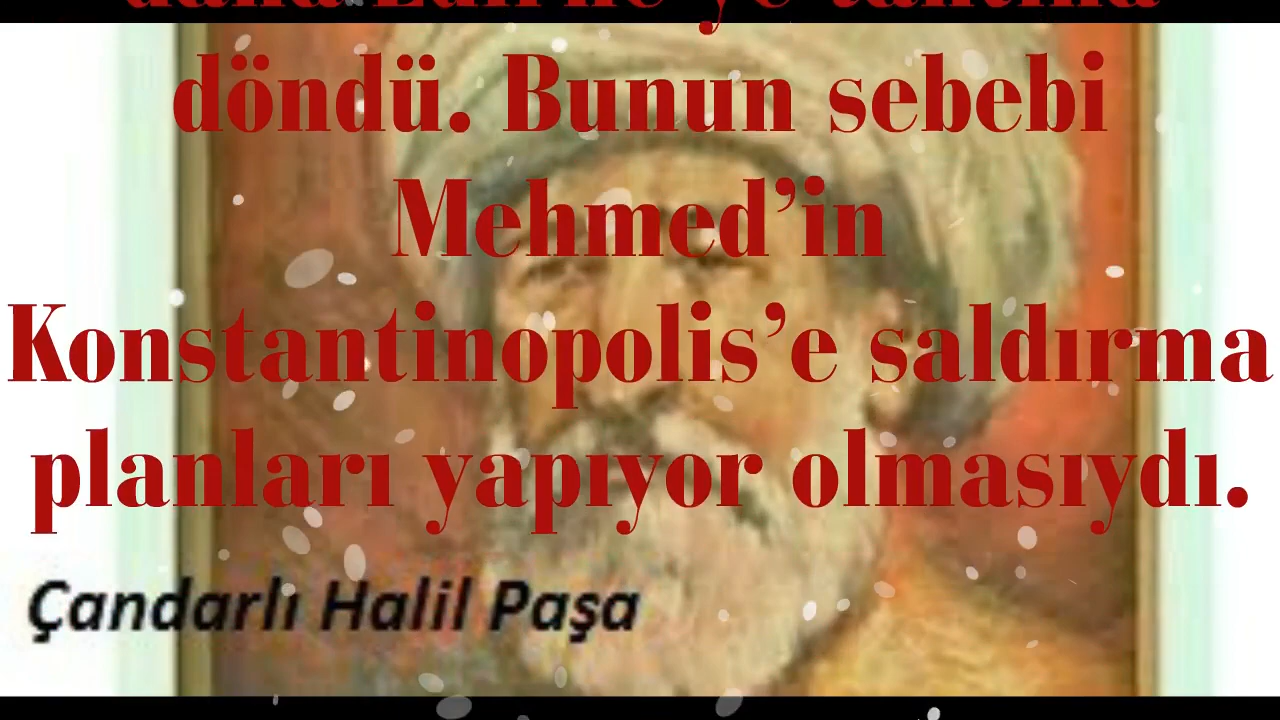 döndü. Bunun sebebi
Mehmed’in
Konstantinopolis’e saldırma
planları yapıyor olmasıydı.
Çandarlı Halil Paşa